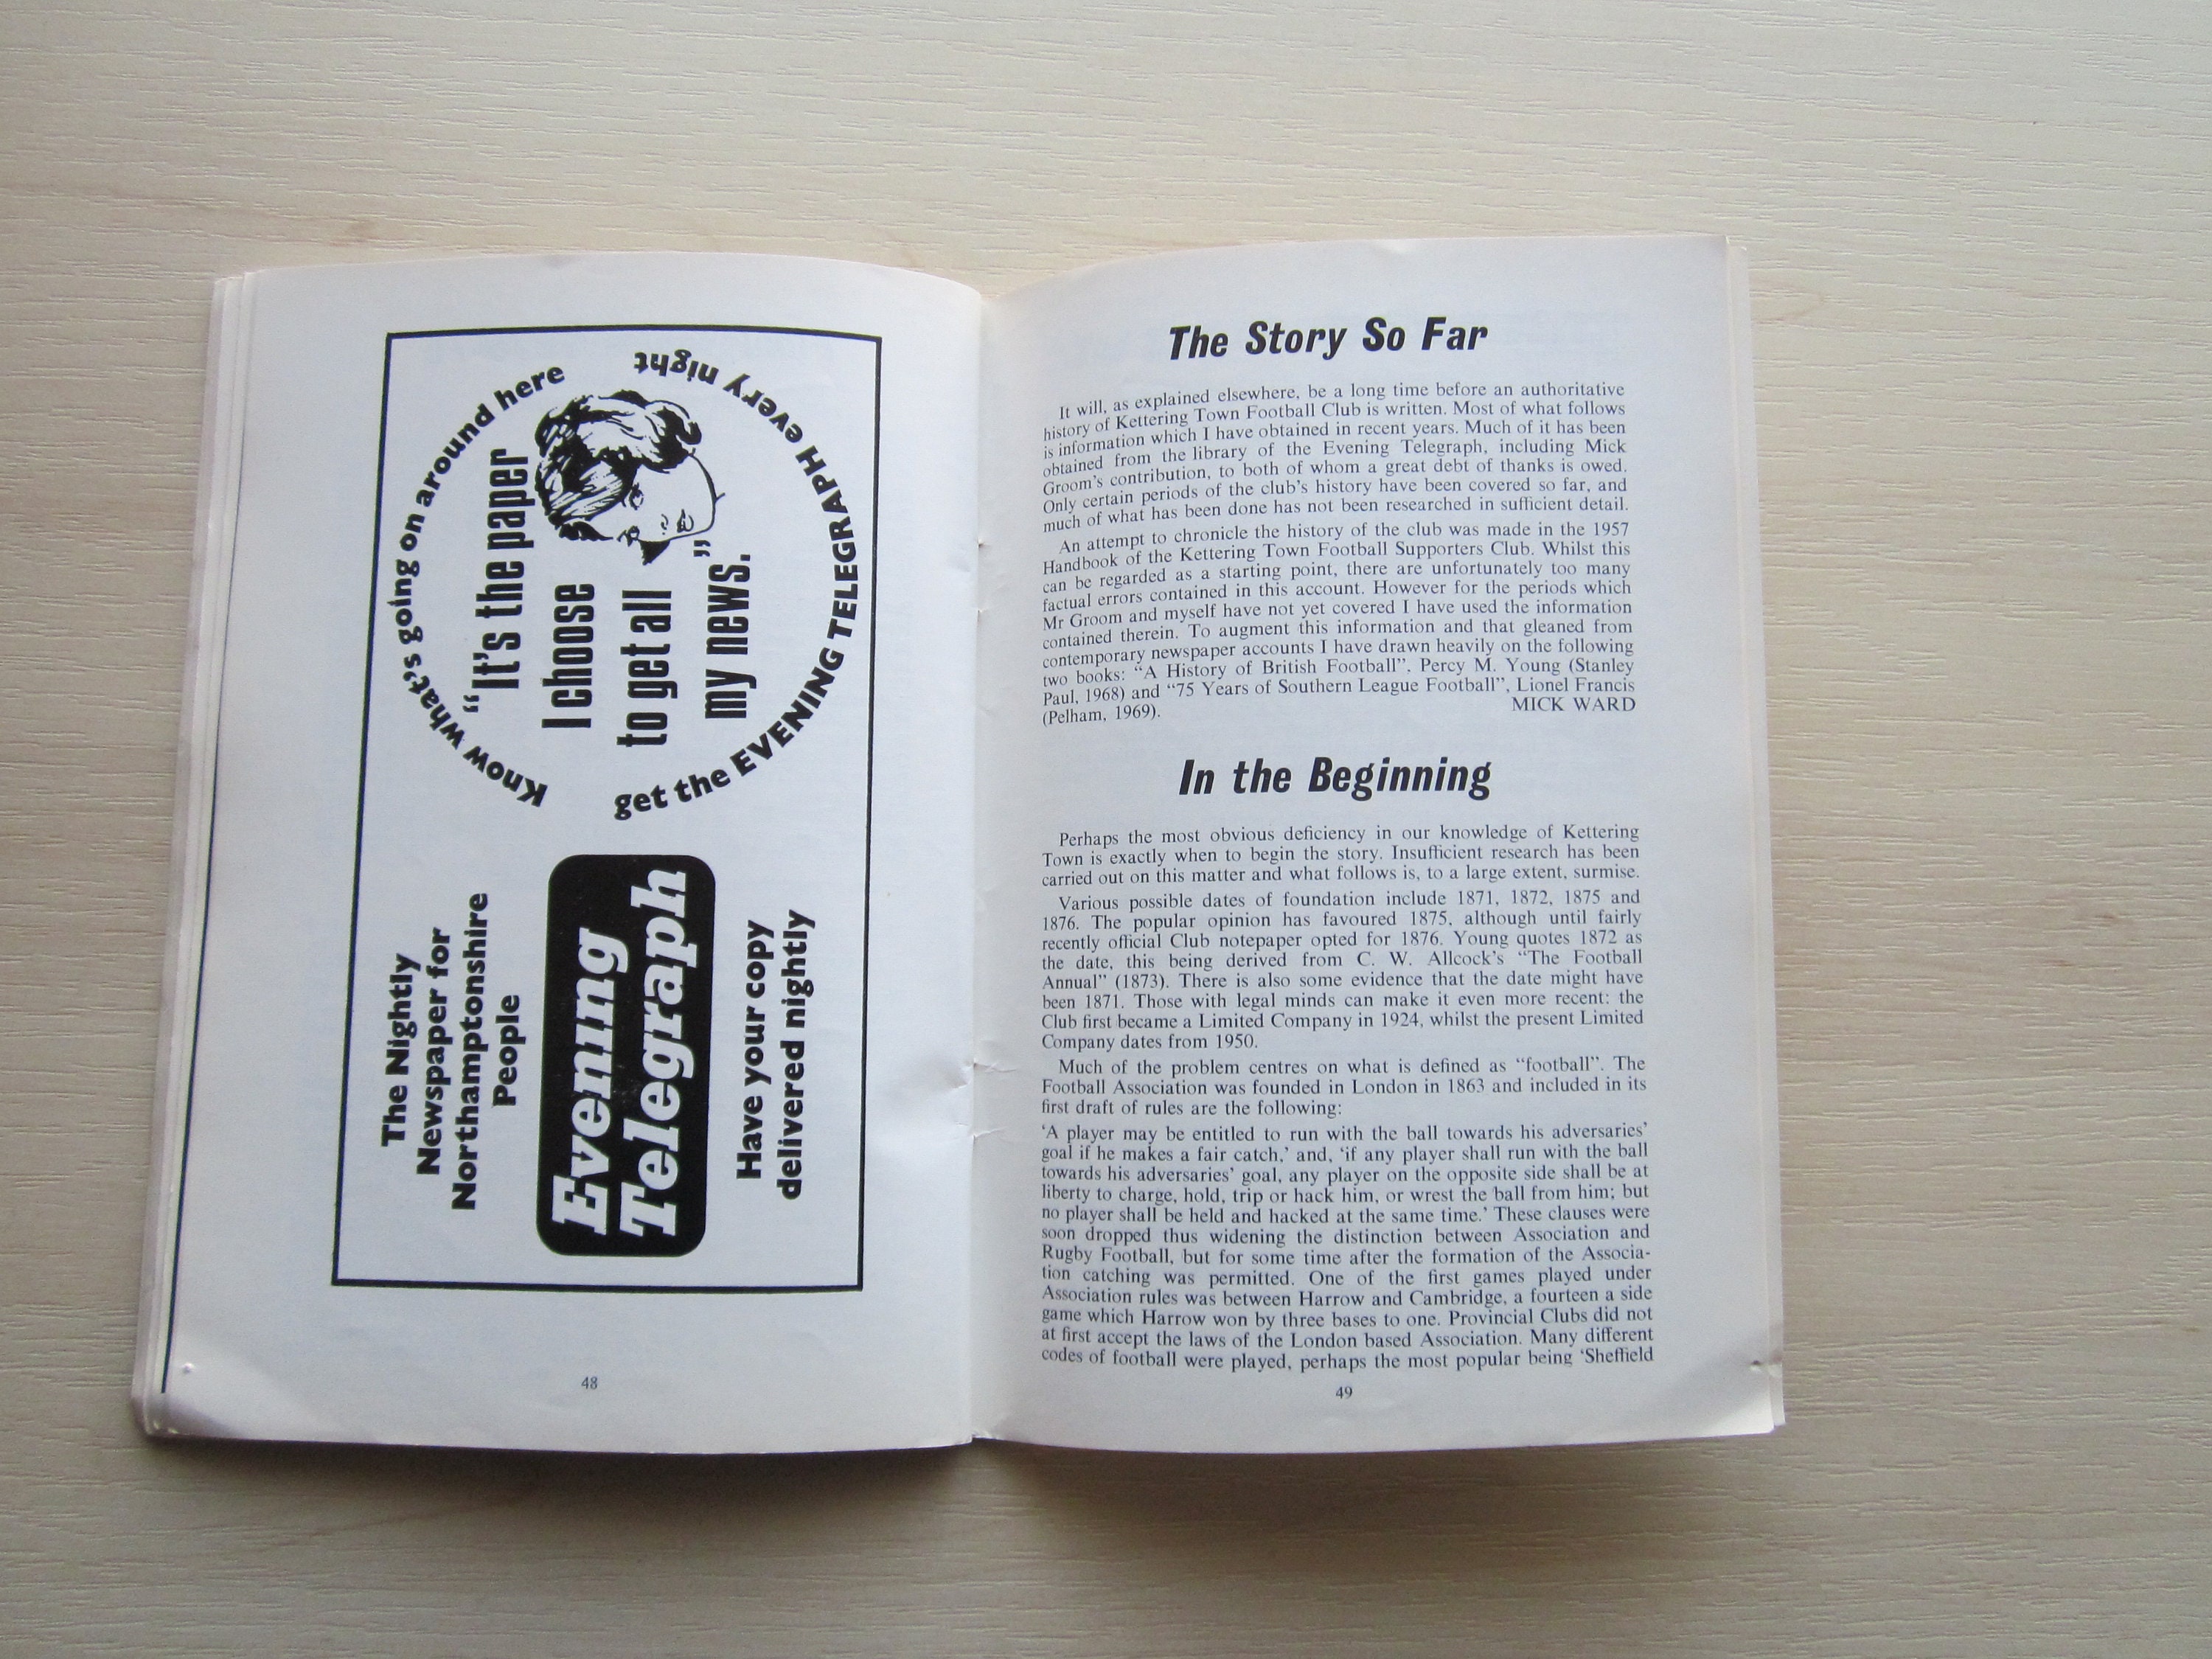 The Nightly
Newspaper for
Northamptonshire
People
Evening
Telegraph
Have your copy
delivered nightly
Know what's going on around here
"It's the paper
I choose
to get all
my news."
get the EVENING TELEGRAPH every night
48
The Story So Far
It will, as explained elsewhere, be a long time before an authoritative
history of Kettering Town Football Club is written. Most of what follows
is information which I have obtained in recent years. Much of it has been
obtained from the library of the Evening Telegraph, including Mick
Groom's contribution, to both of whom a great debt of thanks is owed.
Only certain periods of the club's history have been covered so far, and
much of what has been done has not been researched in sufficient detail.
An attempt to chronicle the history of the club was made in the 1957
Handbook of the Kettering Town Football Supporters Club. Whilst this
can be regarded as a starting point, there are unfortunately too many
factual errors contained in this account. However for the periods which
Mr Groom and myself have not yet covered I have used the information
contained therein. To augment this information and that gleaned from
contemporary newspaper accounts I have drawn heavily on the following
two books: "A History of British Football". Percy M. Young (Stanley
Paul, 1968) and "75 Years of Southern League Football", Lionel Francis
(Pelham, 1969). MICK WARD
In the Beginning
Perhaps the most obvious deficiency in our knowledge of Kettering
Town is exactly when to begin the story. Insufficient research has been
carried out on this matter and what follows is, to a large extent, surmise.
Various possible dates of foundation include 1871, 1872, 1875 and
1876. The popular opinion has favoured 1875, although until fairly
recently official Club notepaper opted for 1876. Young quotes 1872 as
the date, this being derived from C. W. Allcock's "The Football
Annual" (1873). There is also some evidence that the date might have
been 1871. Those with legal minds can make it even more recent: the
Club first became a Limited Company in 1924, whilst the present Limited
Company dates from 1950.
Much of the problem centres on what is defined as "football". The
Football Association was founded in London in 1863 and included in its
first draft of rules are the following:
'A player may be entitled to run with the ball towards his adversaries'
goal if he makes a fair catch,' and, 'if any player shall run with the ball
towards his adversaries' goal, any player on the opposite side shall be at
liberty to charge, hold, trip or hack him, or wrest the ball from him; but
no player shall be held and hacked at the same time.' These clauses were
soon dropped thus widening the distinction between Association and
Rugby Football, but for some time after the formation of the Associa-
tion catching was permitted. One of the first games played under
Association rules was between Harrow and Cambridge, a fourteen a side
game which Harrow won by three bases to one. Provincial Clubs did not
at first accept the laws of the London based Association. Many different
codes of football were played, perhaps the most popular being 'Sheffield
49